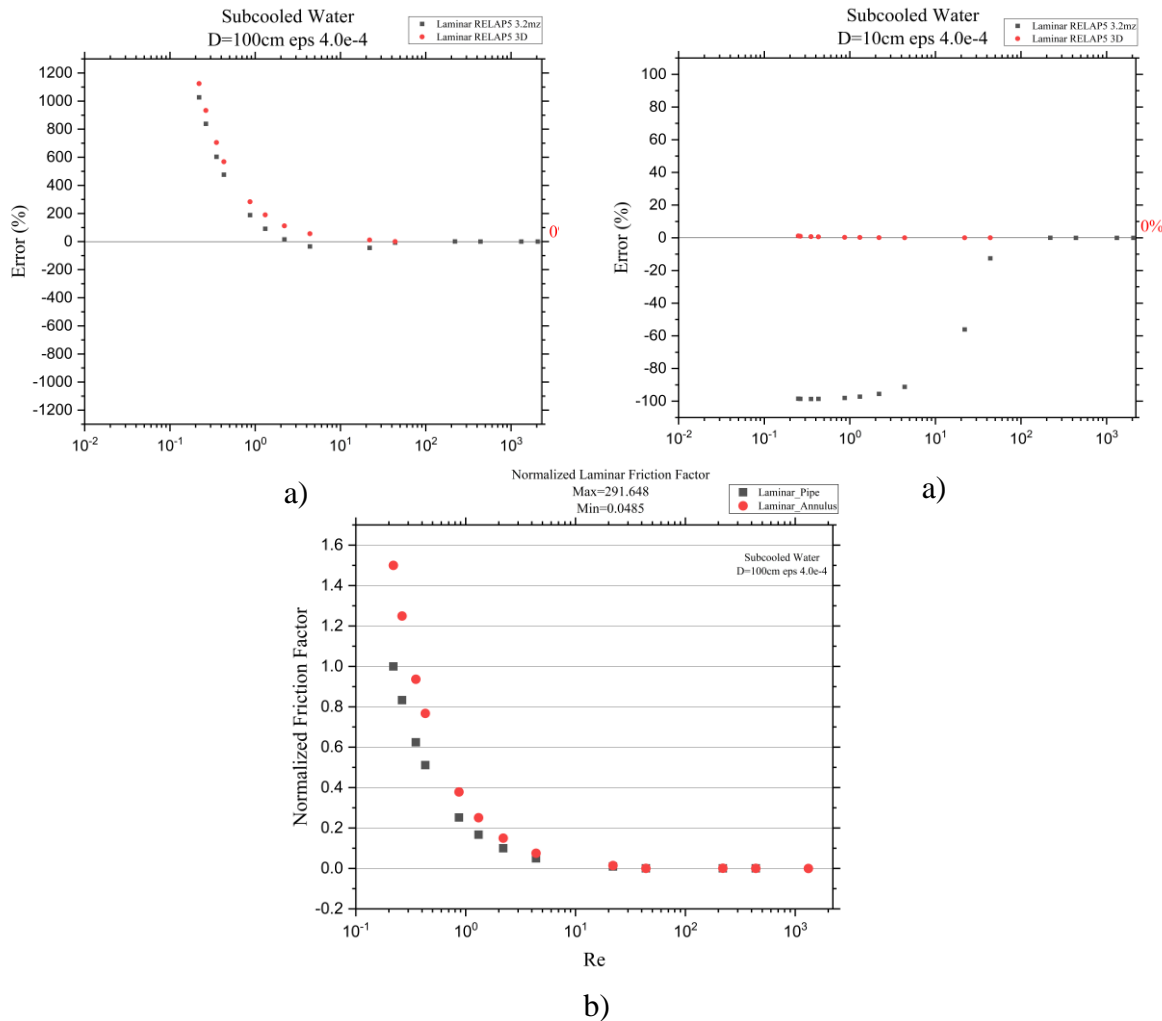 Subcooled Water
D=100cm eps 4.0e-4
Laminar RELAP5 3.2mz
Laminar RELAP5 3D
Error (%)
1200
1000
800
600
400
200
0
-200
-400
-600
-800
-1000
-1200
0%
10-2
10-1
100
101
102
103
a)
Subcooled Water
D=10cm eps 4.0e-4
Laminar RELAP5 3.2mz
Laminar RELAP5 3D
Error (%)
100
80
60
40
20
0
-20
-40
-60
-80
-100
0%
10-2
10-1
100
101
102
103
a)
Normalized Laminar Friction Factor
Max=291.648
Min=0.0485
Laminar_Pipe
Laminar_Annulus
Subcooled Water
D=100cm eps 4.0e-4
Normalized Friction Factor
1.6
1.4
1.2
1.0
0.8
0.6
0.4
0.2
0.0
-0.2
10-1
100
101
102
103
Re
b)